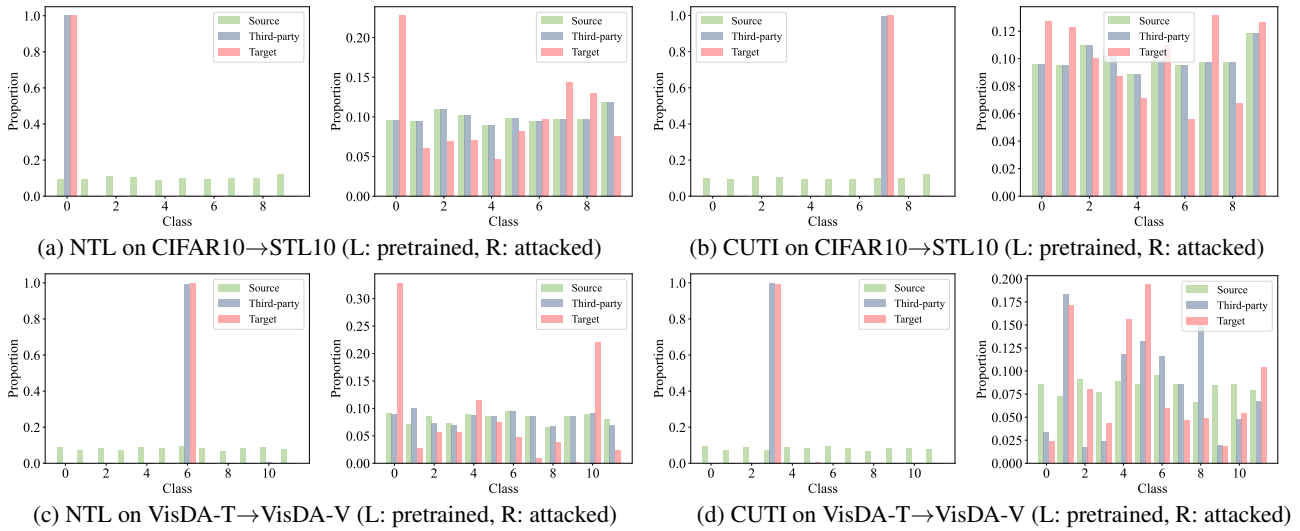 1.0
0.8
0.6
0.4
0.2
0.0
Proportion
0 2 4 6 8
Class
Source
Third-party
Target
0.20
0.15
0.10
0.05
0.00
Proportion
0 2 4 6 8
Class
Source
Third-party
Target
(a) NTL on CIFAR10→STL10 (L: pretrained, R: attacked)
1.0
0.8
0.6
0.4
0.2
0.0
Proportion
0 2 4 6 8
Class
Source
Third-party
Target
0.12
0.10
0.08
0.06
0.04
0.02
0.00
Proportion
0 2 4 6 8
Class
Source
Third-party
Target
(b) CUTI on CIFAR10→STL10 (L: pretrained, R: attacked)
1.0
0.8
0.6
0.4
0.2
0.0
Proportion
0 2 4 6 8 10
Class
Source
Third-party
Target
0.30
0.25
0.20
0.15
0.10
0.05
0.00
Proportion
0 2 4 6 8 10
Class
Source
Third-party
Target
(c) NTL on VisDA-T→VisDA-V (L: pretrained, R: attacked)
1.0
0.8
0.6
0.4
0.2
0.0
Proportion
0 2 4 6 8 10
Class
Source
Third-party
Target
0.200
0.175
0.150
0.125
0.100
0.075
0.050
0.025
0.000
Proportion
0 2 4 6 8 10
Class
Source
Third-party
Target
(d) CUTI on VisDA-T→VisDA-V (L: pretrained, R: attacked)